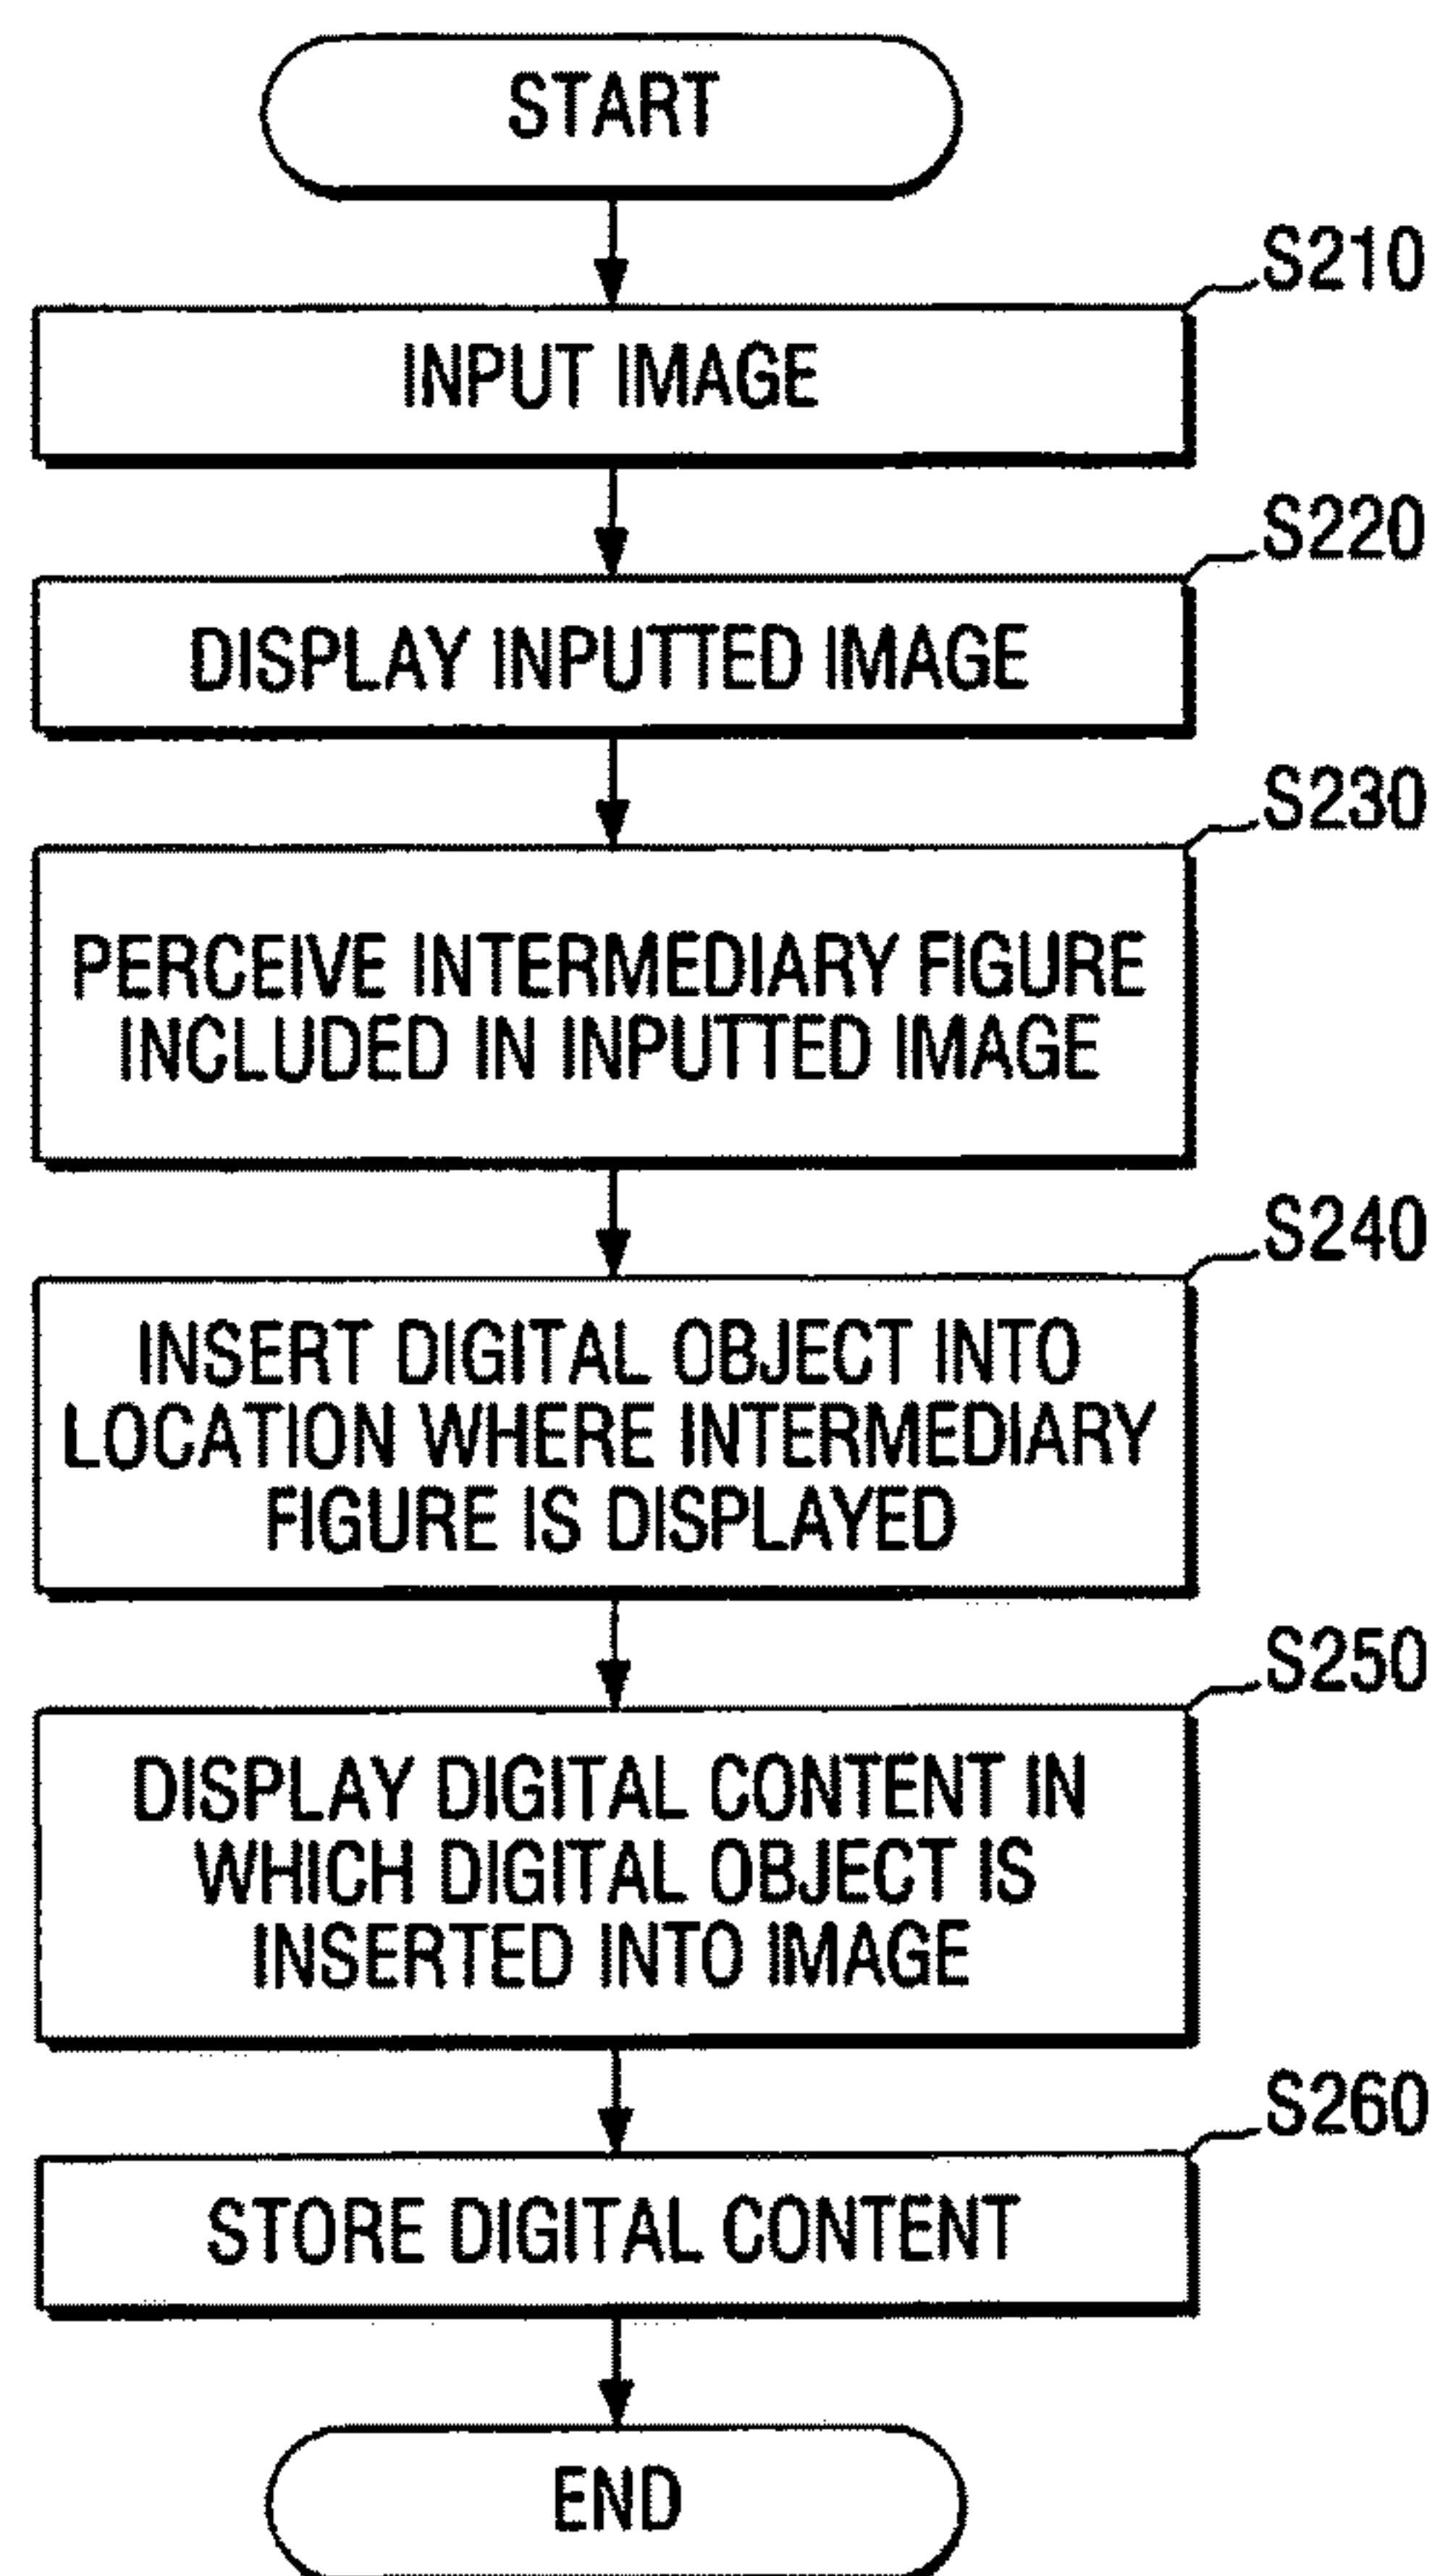 START
S210
INPUT IMAGE
S220
DISPLAY INPUTTED IMAGE
S230
PERCEIVE INTERMEDIARY FIGURE
INCLUDED IN INPUTTED IMAGE
S240
INSERT DIGITAL OBJECT INTO
LOCATION WHERE INTERMEDIARY
FIGURE IS DISPLAYED
S250
DISPLAY DIGITAL CONTENT IN
WHICH DIGITAL OBJECT IS
INSERTED INTO IMAGE
S260
STORE DIGITAL CONTENT
END